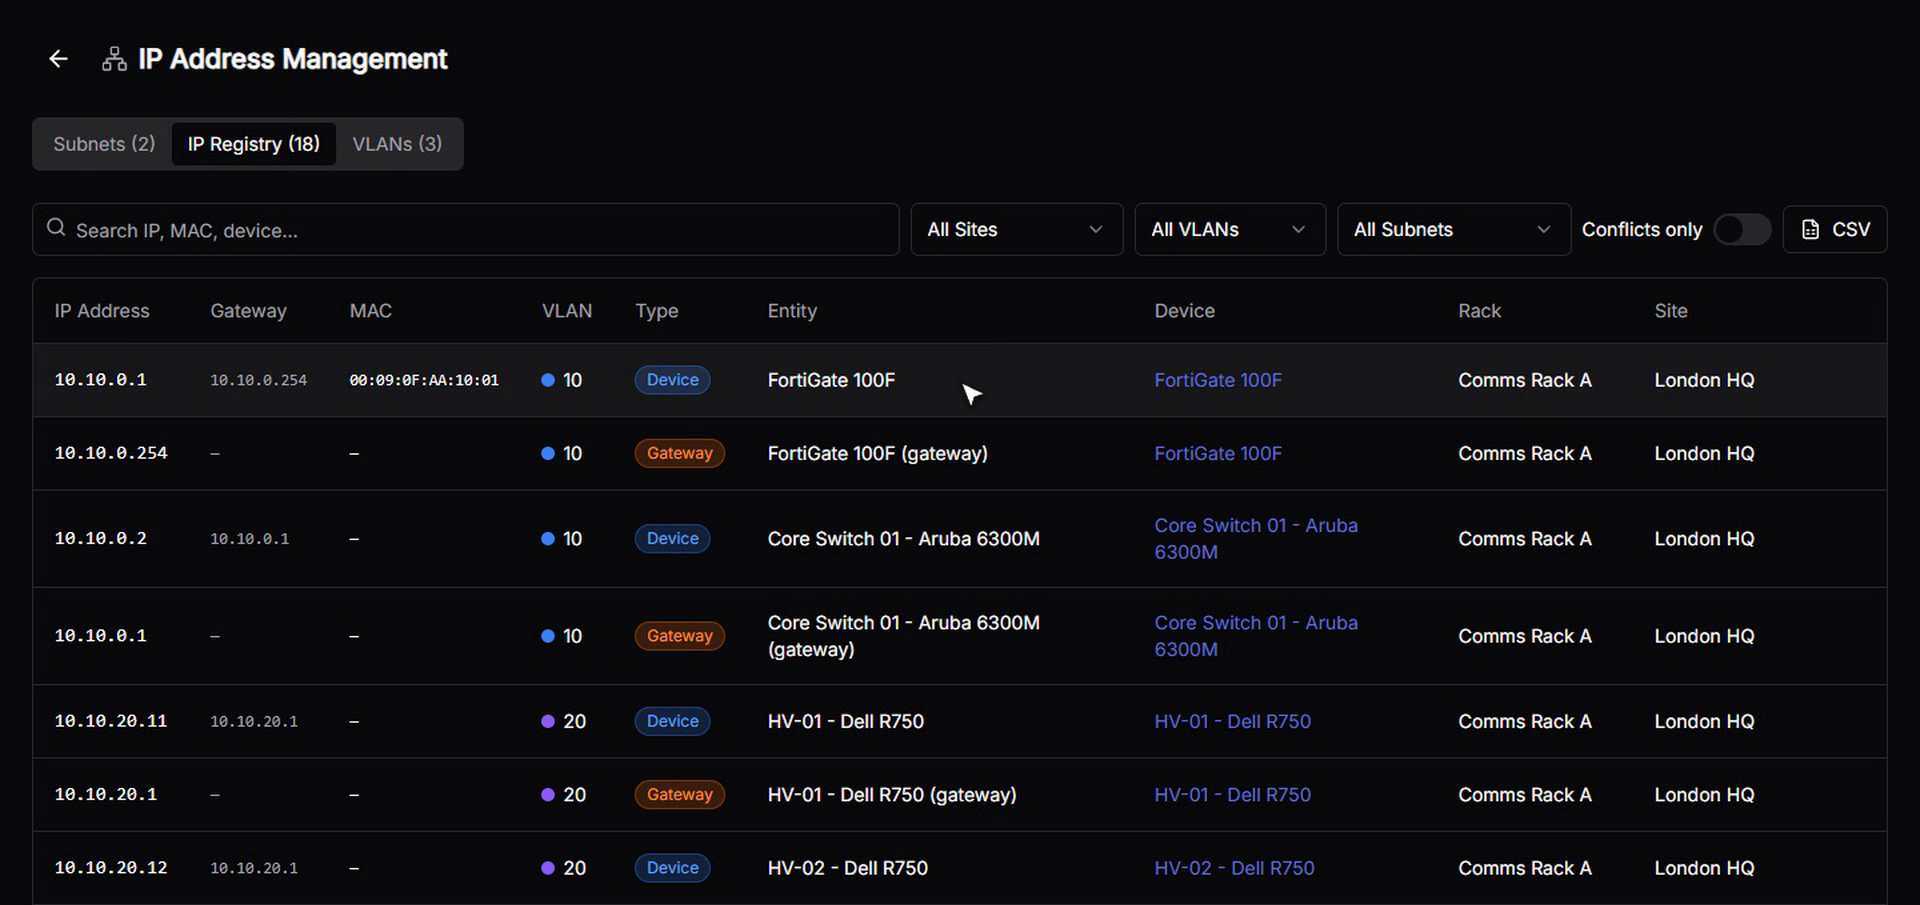 IP Address Management
Subnets (2) IP Registry (18) VLANs (3)
Search IP, MAC, device... All Sites All VLANs All Subnets Conflicts only CSV
IP Address Gateway MAC VLAN Type Entity Device Rack Site
10.10.0.1 10.10.0.254 00:09:0F:AA:10:01 10 Device FortiGate 100F FortiGate 100F Comms Rack A London HQ
10.10.0.254 – – 10 Gateway FortiGate 100F (gateway) FortiGate 100F Comms Rack A London HQ
10.10.0.2 10.10.0.1 – 10 Device Core Switch 01 - Aruba 6300M Core Switch 01 - Aruba
6300M Comms Rack A London HQ
10.10.0.1 – – 10 Gateway Core Switch 01 - Aruba 6300M
(gateway) Core Switch 01 - Aruba
6300M Comms Rack A London HQ
10.10.20.11 10.10.20.1 – 20 Device HV-01 - Dell R750 HV-01 - Dell R750 Comms Rack A London HQ
10.10.20.1 – – 20 Gateway HV-01 - Dell R750 (gateway) HV-01 - Dell R750 Comms Rack A London HQ
10.10.20.12 10.10.20.1 – 20 Device HV-02 - Dell R750 HV-02 - Dell R750 Comms Rack A London HQ